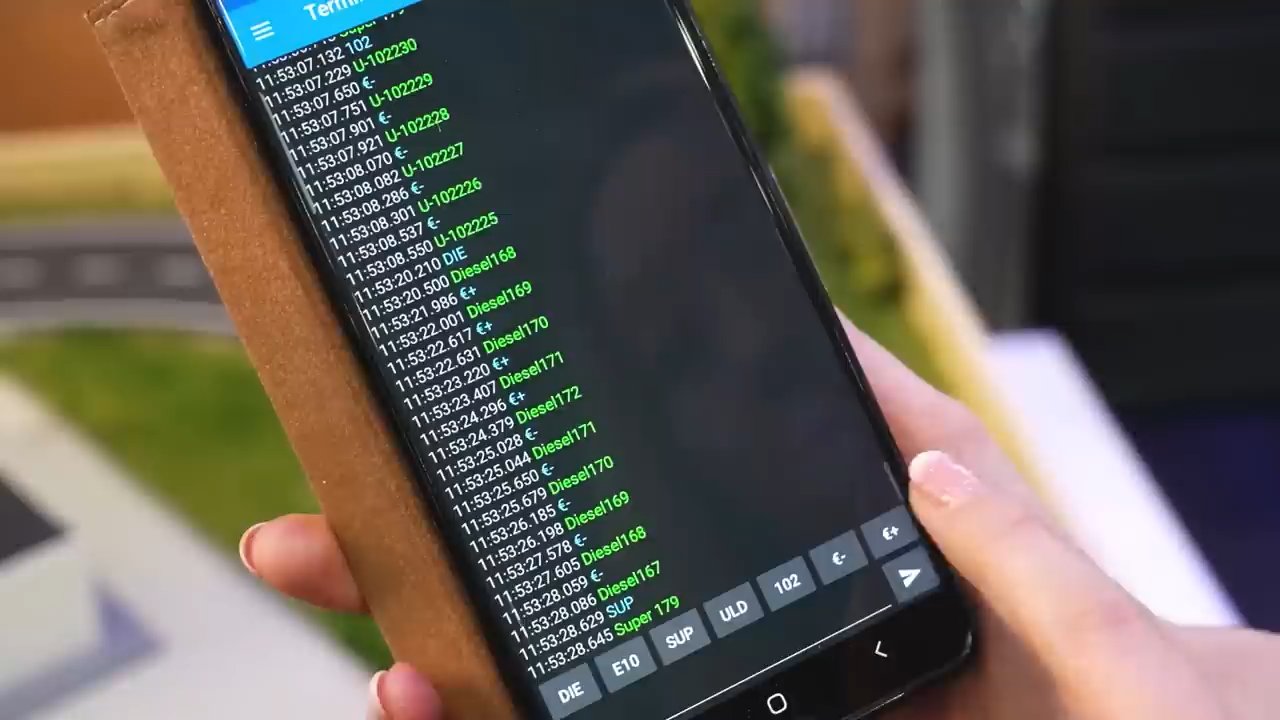 Termi
Super 179
11:53:07.132 102
11:53:07.229 U-102230
11:53:07.650 €-
11:53:07.751 U-102229
11:53:07.901 €-
11:53:07.921 U-102228
11:53:08.070 €-
11:53:08.082 U-102227
11:53:08.286 €-
11:53:08.301 U-102226
11:53:08.537 €-
11:53:08.550 U-102225
11:53:20.210 DIE
11:53:20.500 Diesel168
11:53:21.986 €+
11:53:22.001 Diesel169
11:53:22.617 €+
11:53:22.631 Diesel170
11:53:23.220 €+
11:53:23.407 Diesel171
11:53:24.296 €+
11:53:24.379 Diesel172
11:53:25.028 €-
11:53:25.044 Diesel171
11:53:25.650 €-
11:53:25.679 Diesel170
11:53:26.185 €-
11:53:26.198 Diesel169
11:53:27.578 €-
11:53:27.605 Diesel168
11:53:28.059 €-
11:53:28.086 Diesel167
11:53:28.629 SUP
11:53:28.645 Super 179
DIE E10 SUP ULD 102 €- €+